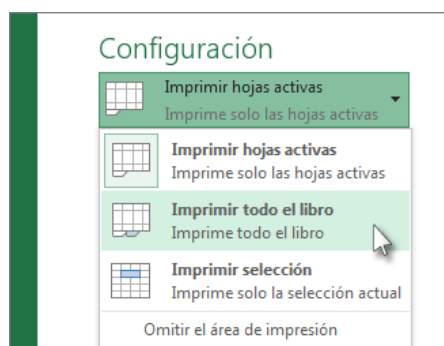 Configuración
Imprimir hojas activas
Imprime solo las hojas activas
Imprimir hojas activas
Imprime solo las hojas activas
Imprimir todo el libro
Imprime todo el libro
Imprimir selección
Imprime solo la selección actual
Omitir el área de impresión